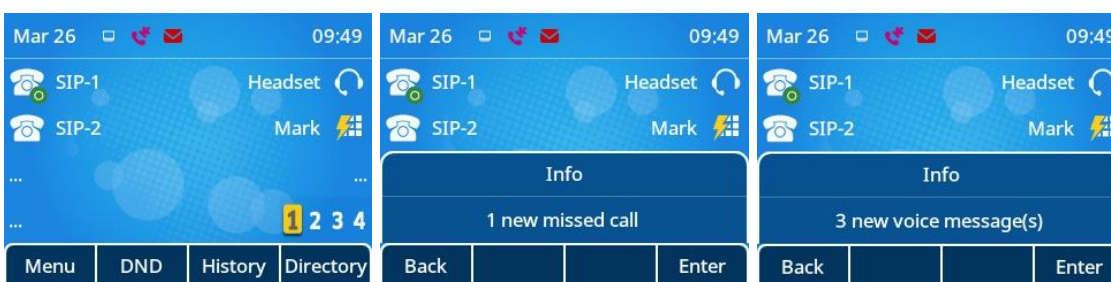 Mar 26 09:49
SIP-1 Headset
SIP-2 Mark
... ...
... 1 2 3 4
Menu DND History Directory
Mar 26 09:49
SIP-1 Headset
SIP-2 Mark
Info
1 new missed call
Back Enter
Mar 26 09:49
SIP-1 Headset
SIP-2 Mark
Info
3 new voice message(s)
Back Enter